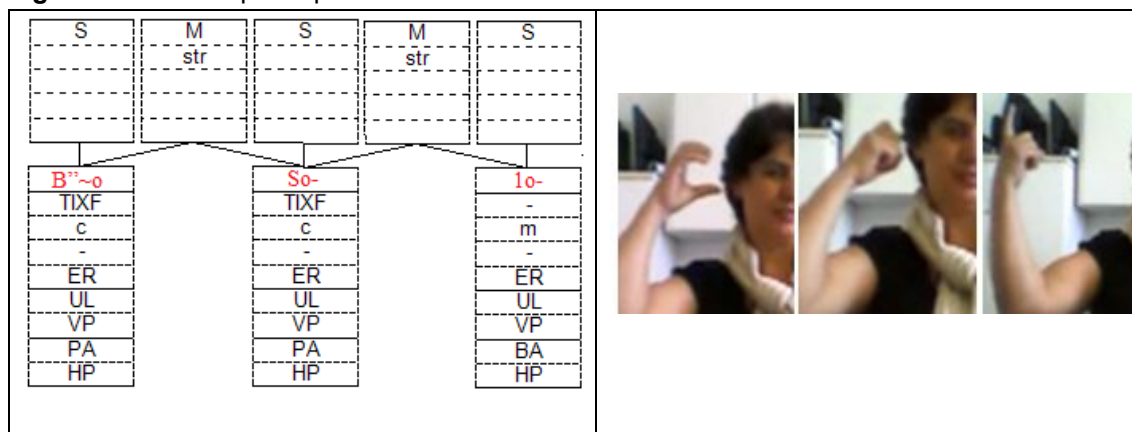 S M S M S
str str
B”~o So- 1o-
TIXF TIXF -
c c m
- - -
ER ER ER
UL UL UL
VP VP VP
PA PA BA
HP HP HP